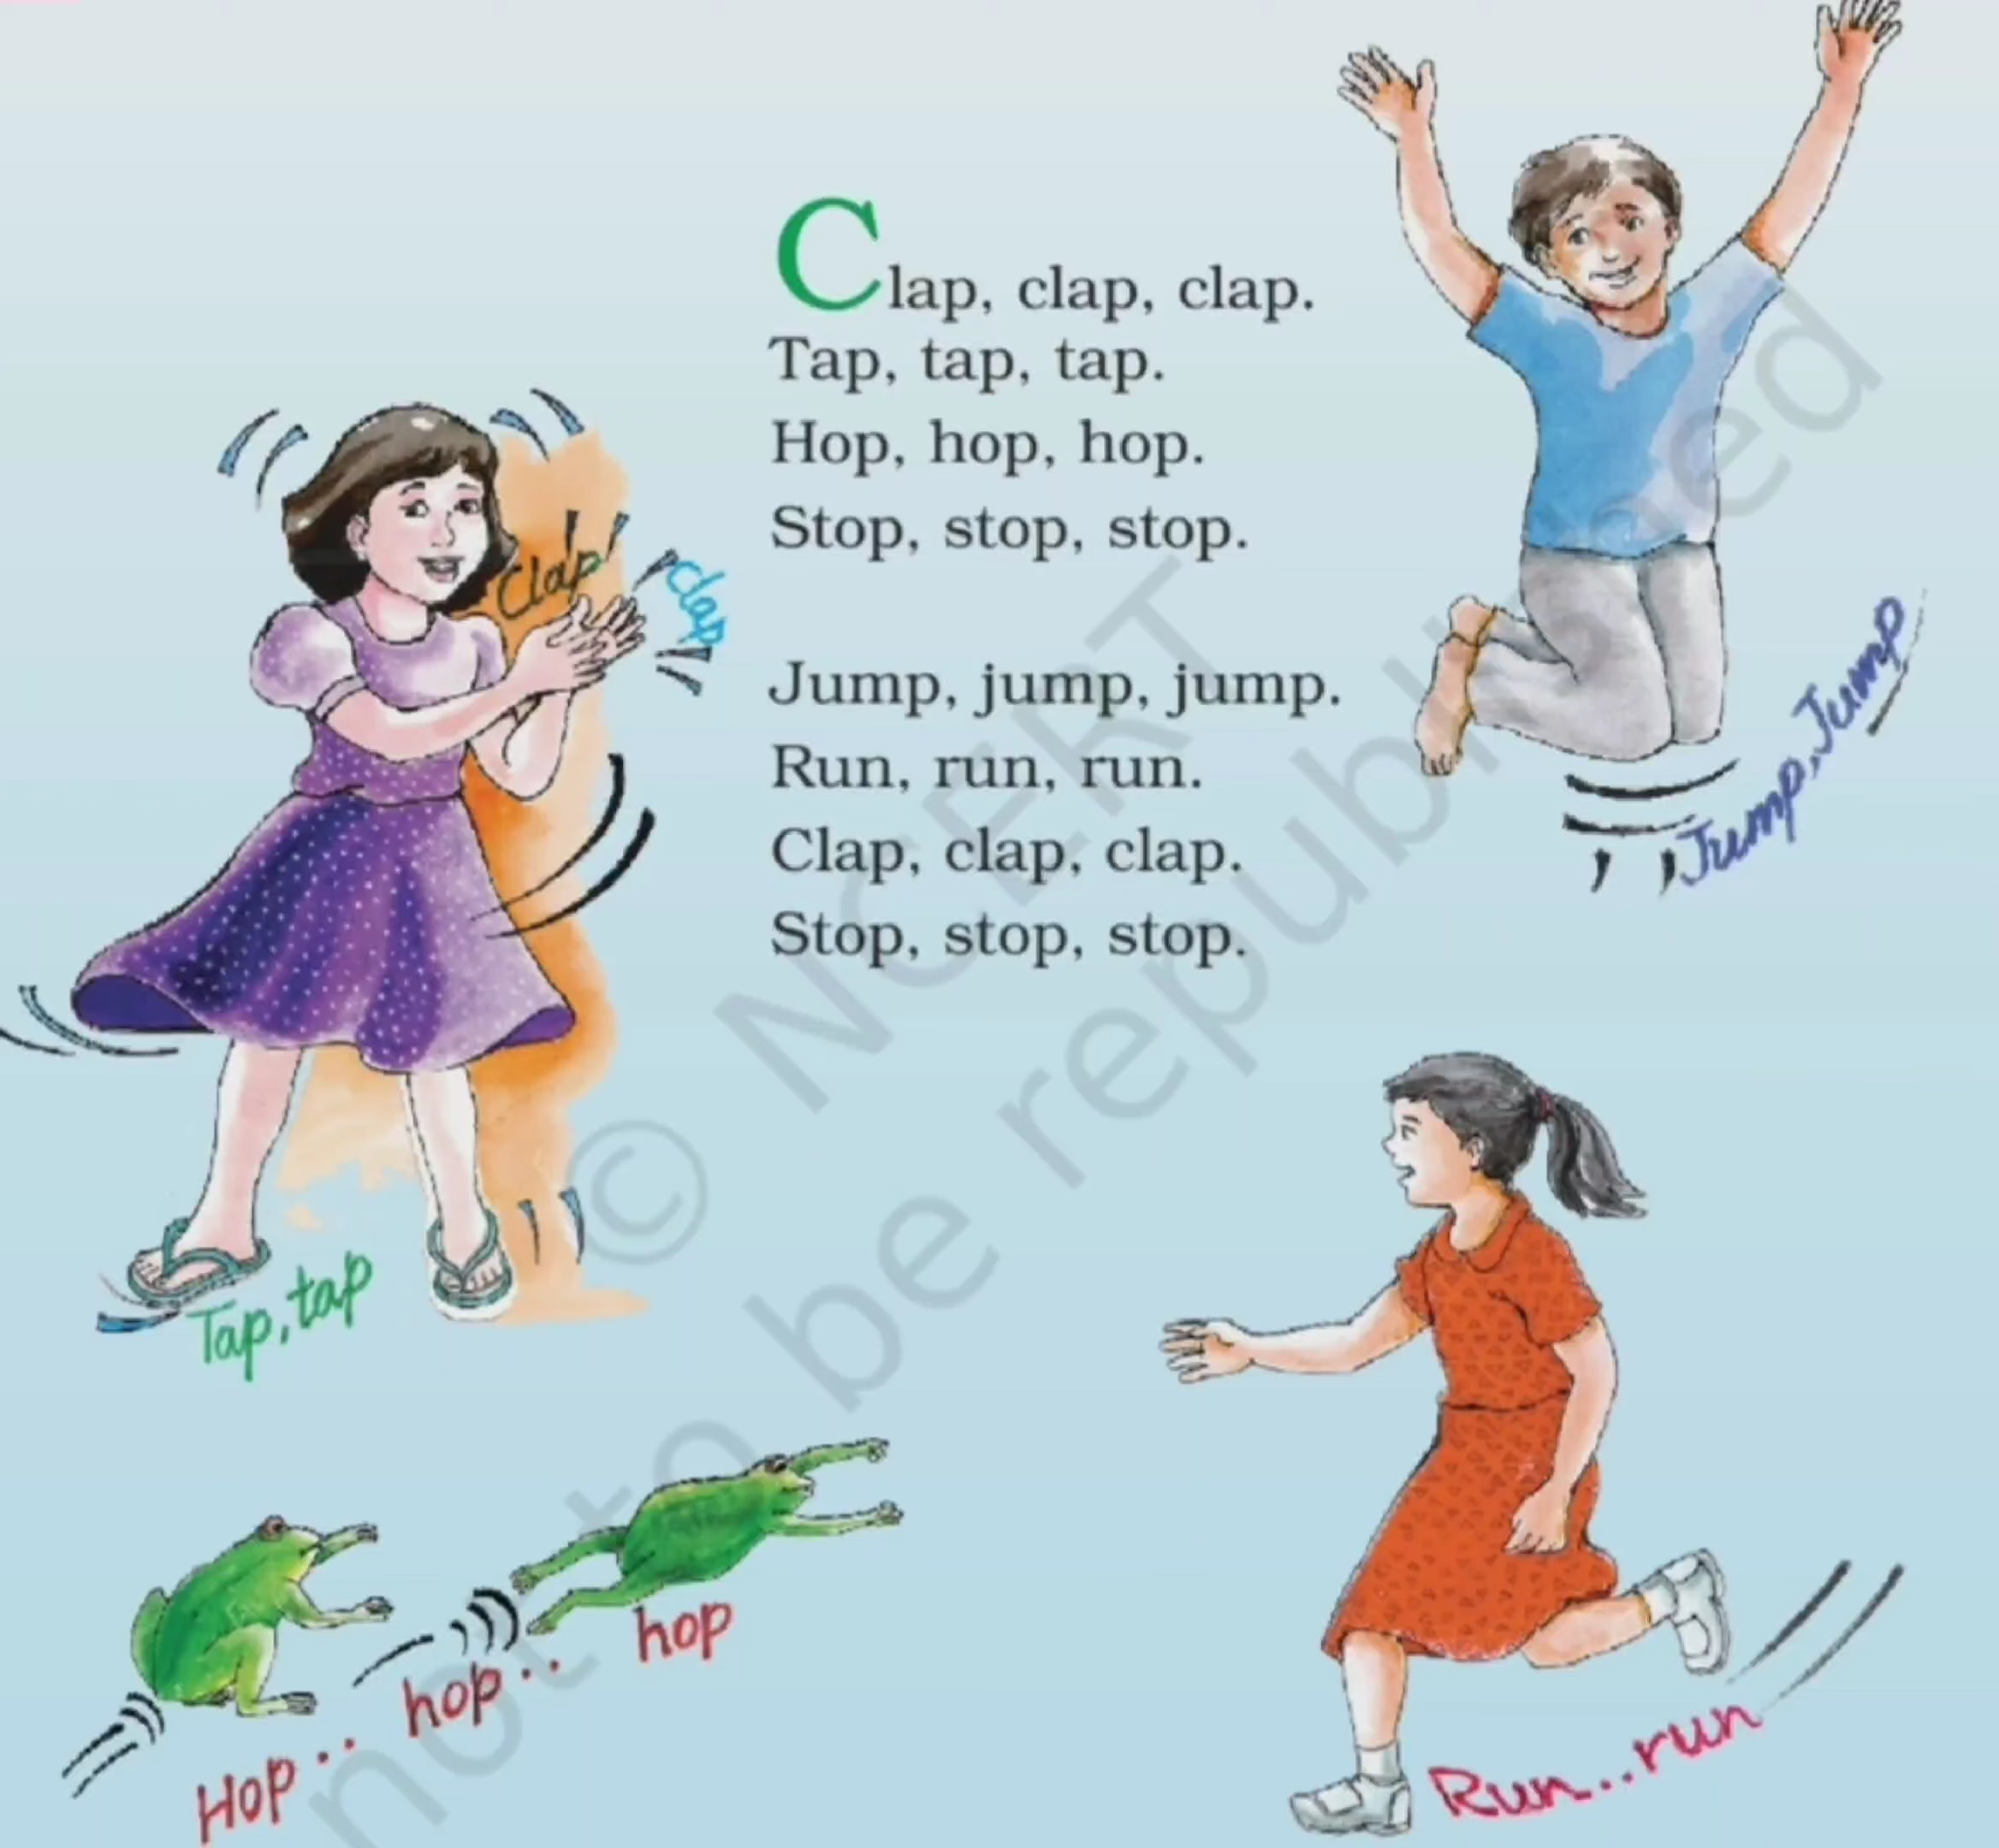 Clap, clap, clap.
Tap, tap, tap.
Hop, hop, hop.
Stop, stop, stop.
Jump, jump, jump.
Run, run, run.
Clap, clap, clap.
Stop, stop, stop.
Clap
clap
Tap, tap
Jump, Jump
Hop.. hop.. hop
Run..run
© NCERT
not to be republished